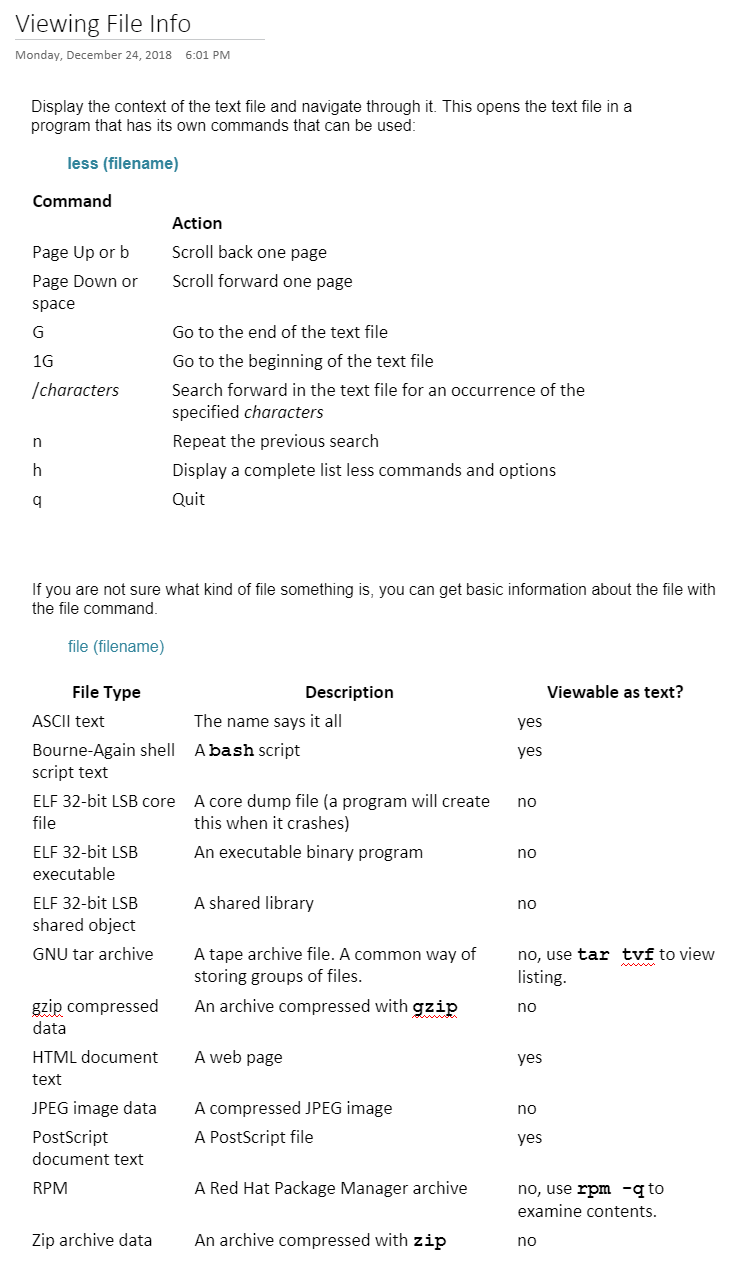 Viewing File Info
Monday, December 24, 2018 6:01 PM
Display the context of the text file and navigate through it. This opens the text file in a
program that has its own commands that can be used:
less (filename)
Command
Action
Page Up or b Scroll back one page
Page Down or Scroll forward one page
space
G Go to the end of the text file
1G Go to the beginning of the text file
/characters Search forward in the text file for an occurrence of the
specified characters
n Repeat the previous search
h Display a complete list less commands and options
q Quit
If you are not sure what kind of file something is, you can get basic information about the file with
the file command.
file (filename)
File Type Description Viewable as text?
ASCII text The name says it all yes
Bourne-Again shell A bash script yes
script text
ELF 32-bit LSB core A core dump file (a program will create no
file this when it crashes)
ELF 32-bit LSB An executable binary program no
executable
ELF 32-bit LSB A shared library no
shared object
GNU tar archive A tape archive file. A common way of no, use tar tvf to view
storing groups of files. listing.
gzip compressed An archive compressed with gzip no
data
HTML document A web page yes
text
JPEG image data A compressed JPEG image no
PostScript A PostScript file yes
document text
RPM A Red Hat Package Manager archive no, use rpm -q to
examine contents.
Zip archive data An archive compressed with zip no